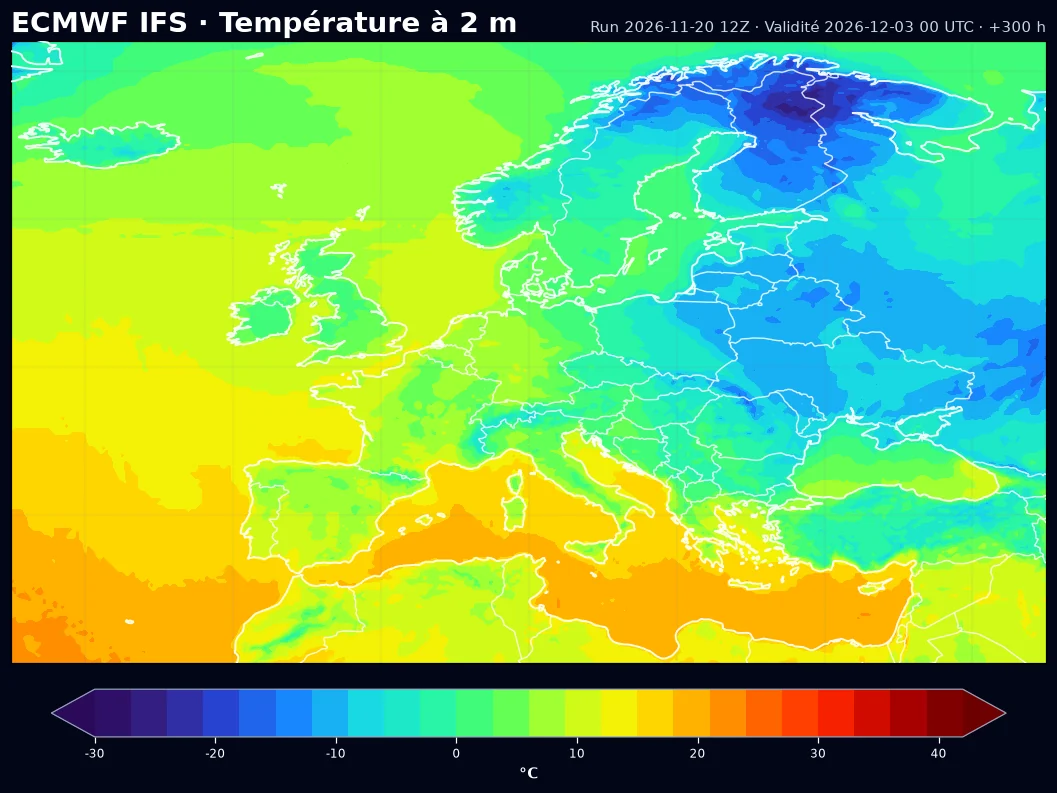 ECMWF IFS · Température à 2 m
Run 2026-11-20 12Z · Validité 2026-12-03 00 UTC · +300 h
-30 -20 -10 0 10 20 30 40
°C